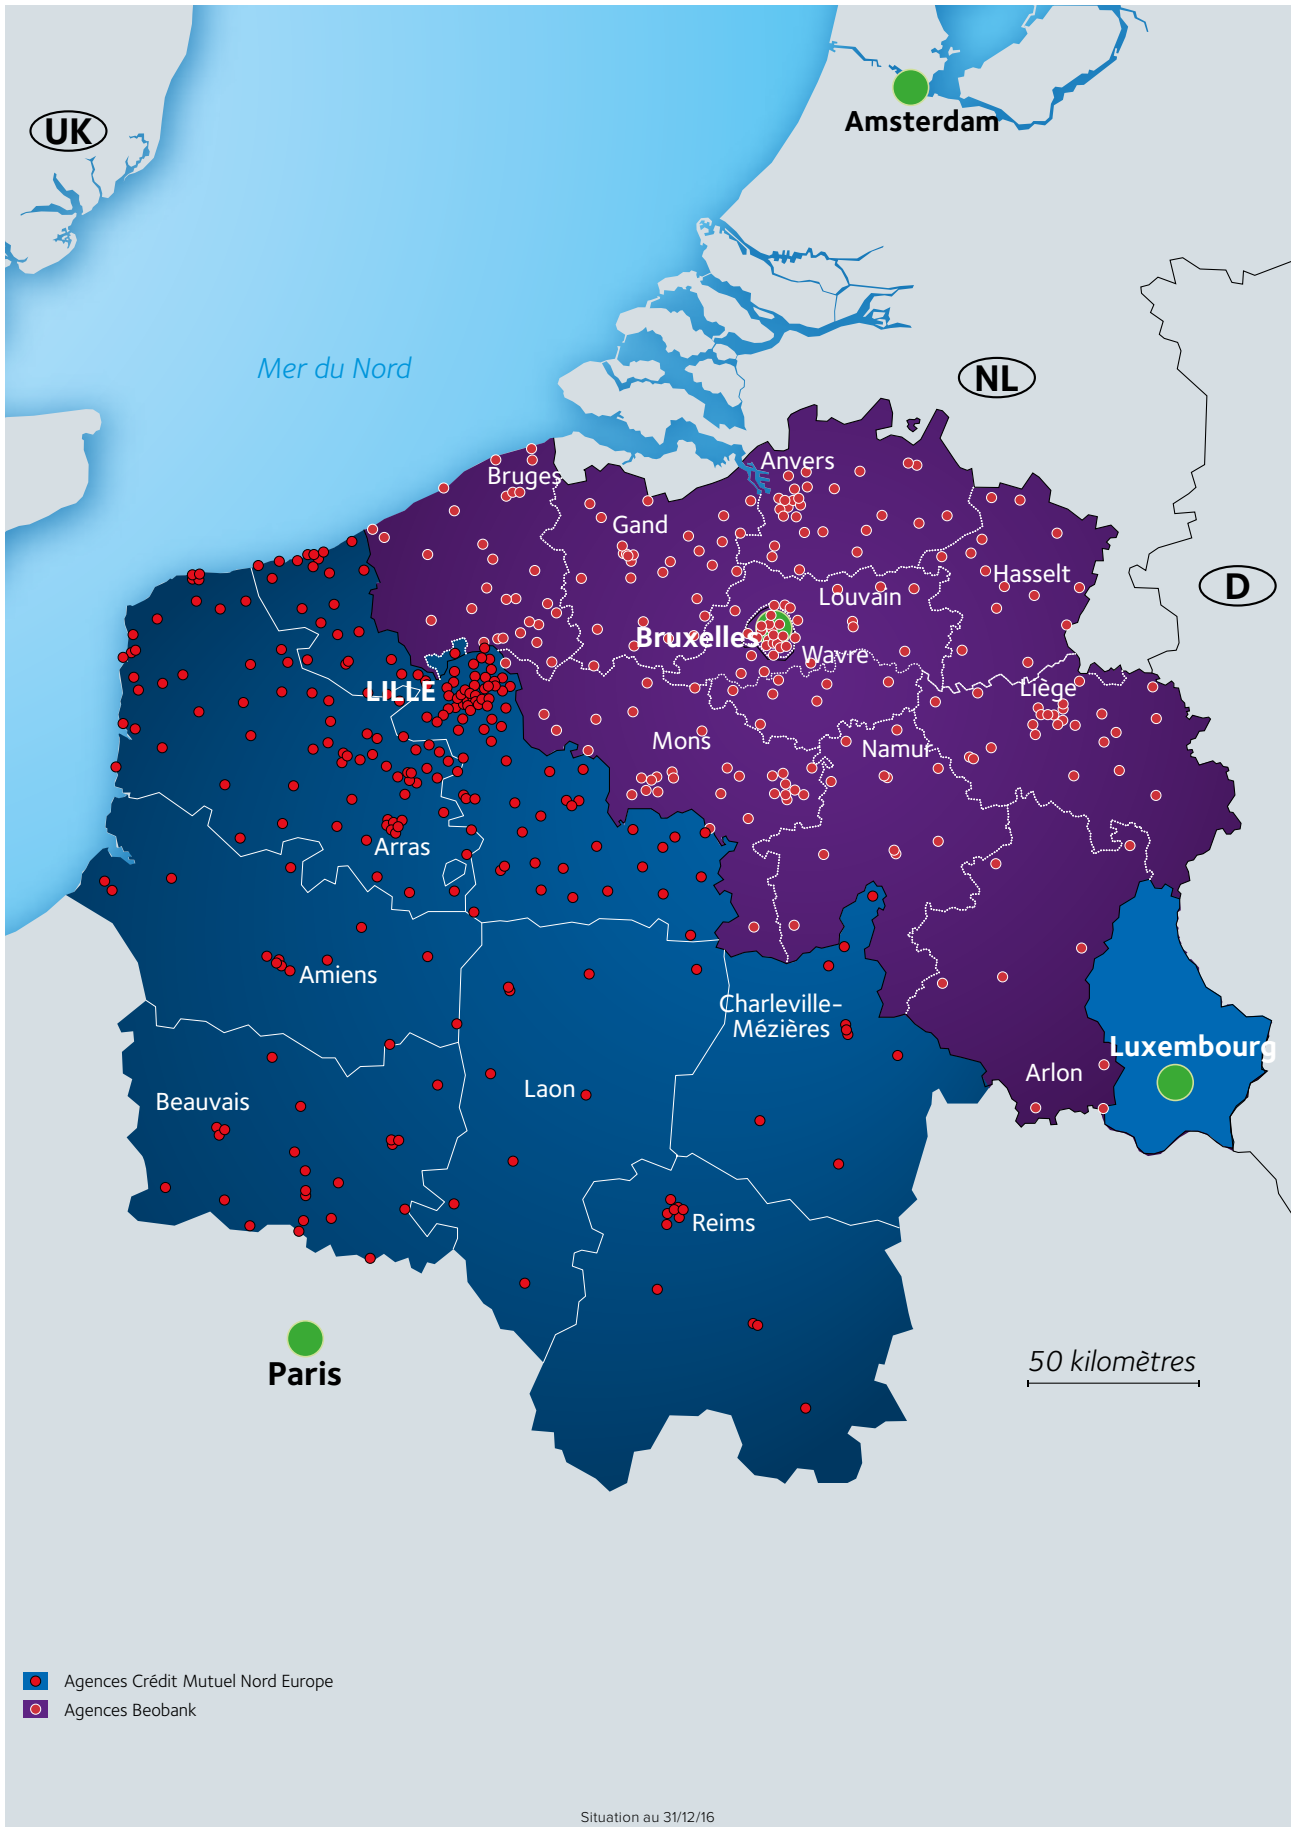 UK
Amsterdam
Mer du Nord
NL
Bruges
Anvers
Gand
Hasselt
D
Louvain
Bruxelles
Wavre
LILLE
Liège
Mons
Namur
Arras
Amiens
Charleville-
Mézières
Luxembourg
Arlon
Laon
Beauvais
Reims
50 kilomètres
Paris
Agences Crédit Mutuel Nord Europe
Agences Beobank
Situation au 31/12/16